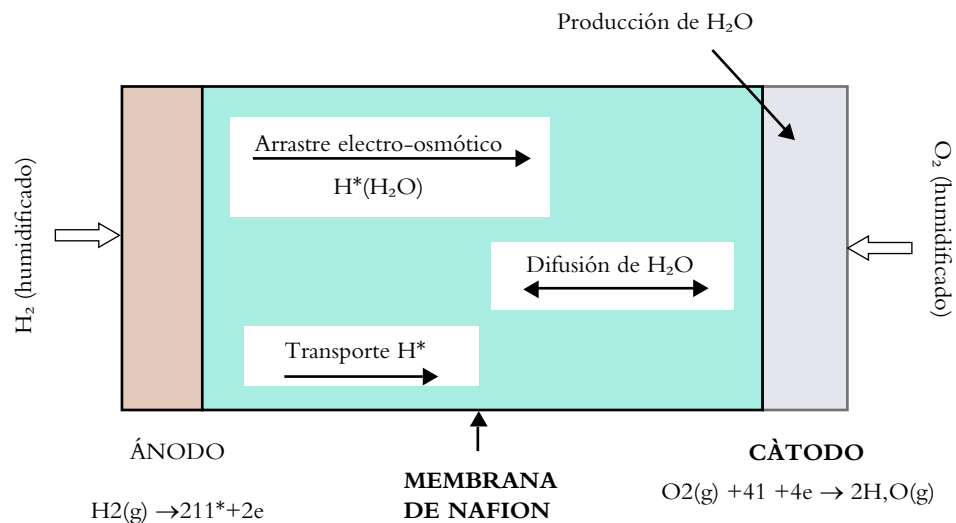 Producción de H₂O
Arrastre electro-osmótico
H*(H₂O)
H₂ (humidificado)
O₂ (humidificado)
Difusión de H₂O
Transporte H*
ÁNODO
CÀTODO
MEMBRANA
DE NAFION
H2(g) →211*+2e
O2(g) +41 +4e → 2H,O(g)